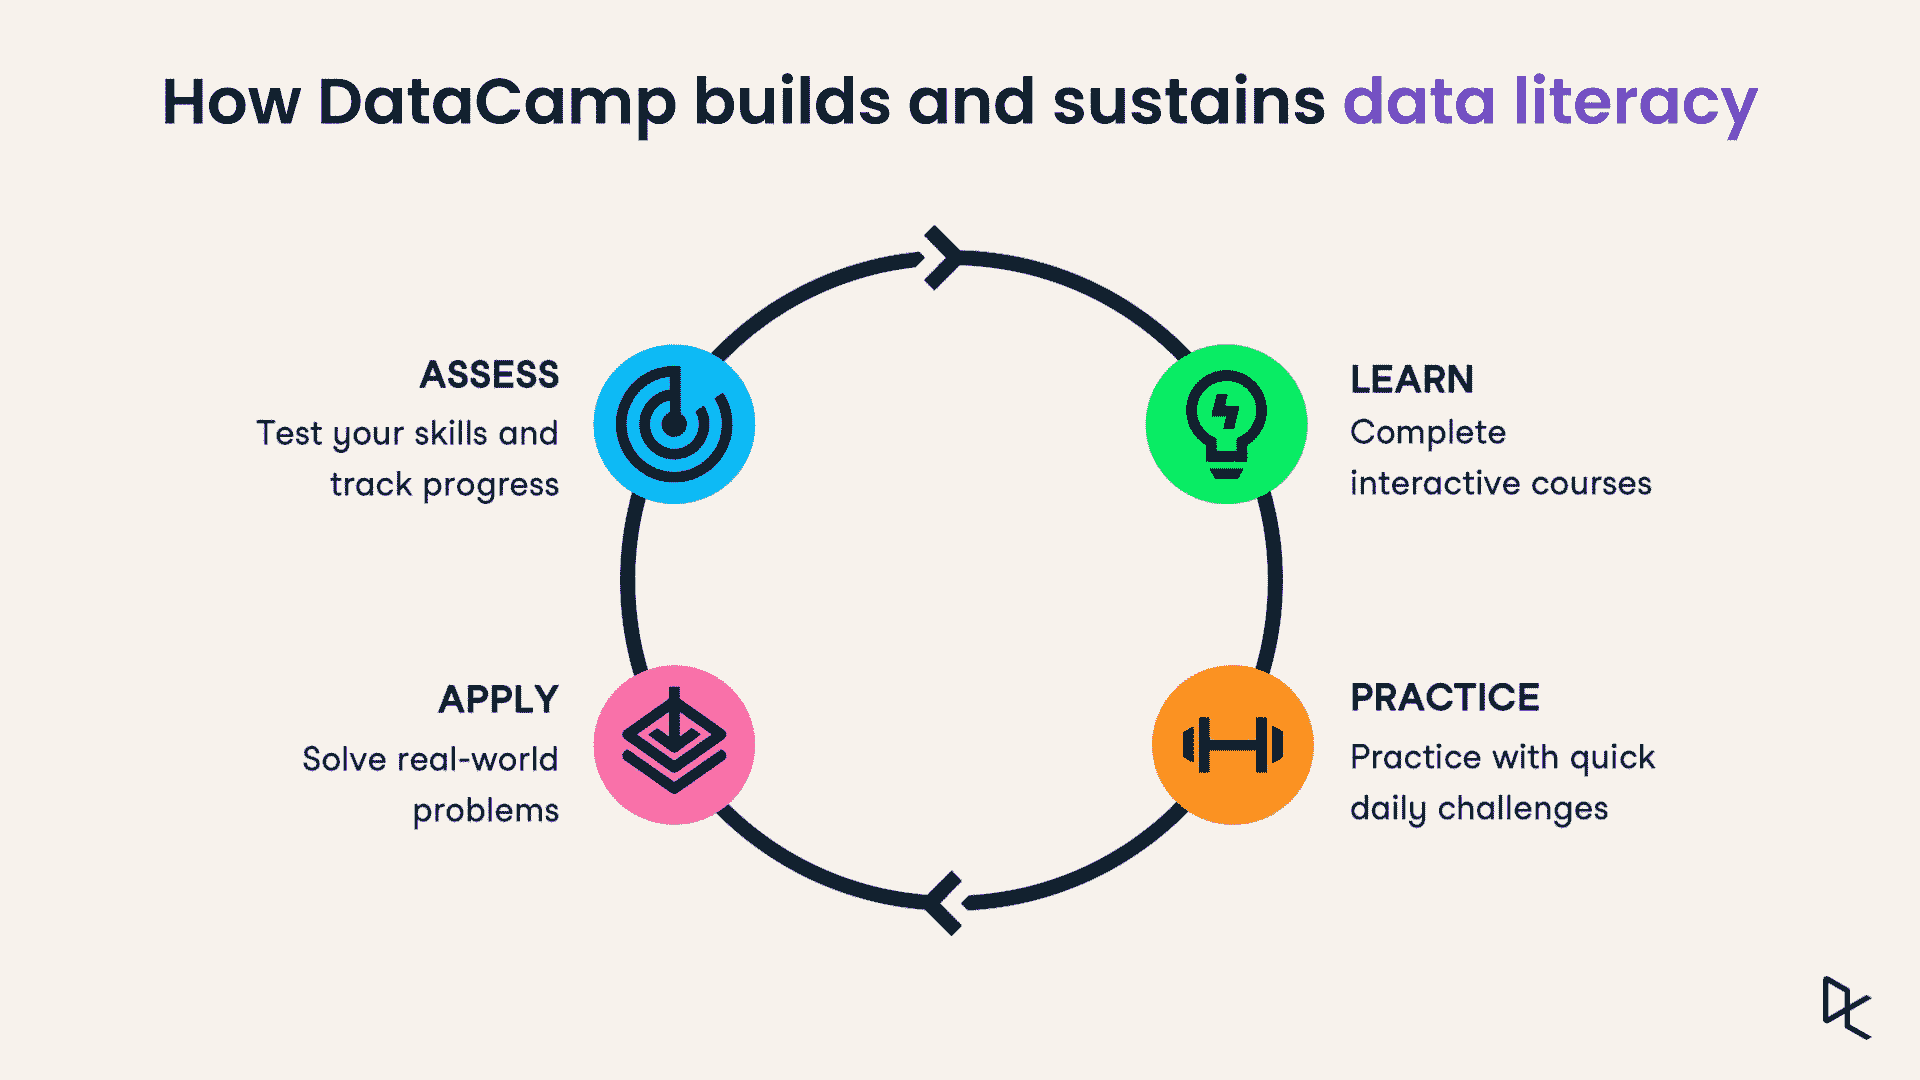 How DataCamp builds and sustains data literacy
ASSESS
Test your skills and
track progress
LEARN
Complete
interactive courses
APPLY
Solve real-world
problems
PRACTICE
Practice with quick
daily challenges